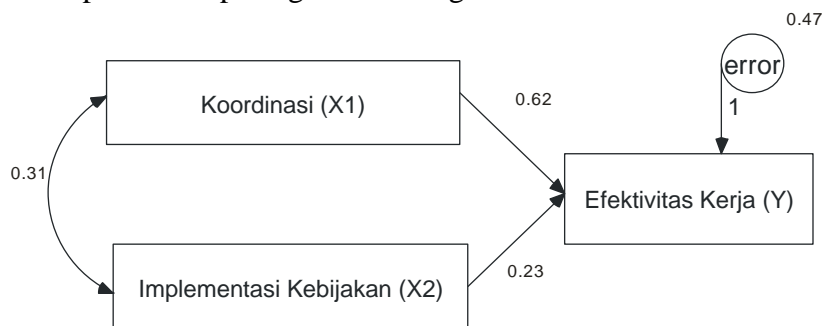 0.47
error
Koordinasi (X1)
0.62
1
0.31
Efektivitas Kerja (Y)
0.23
Implementasi Kebijakan (X2)